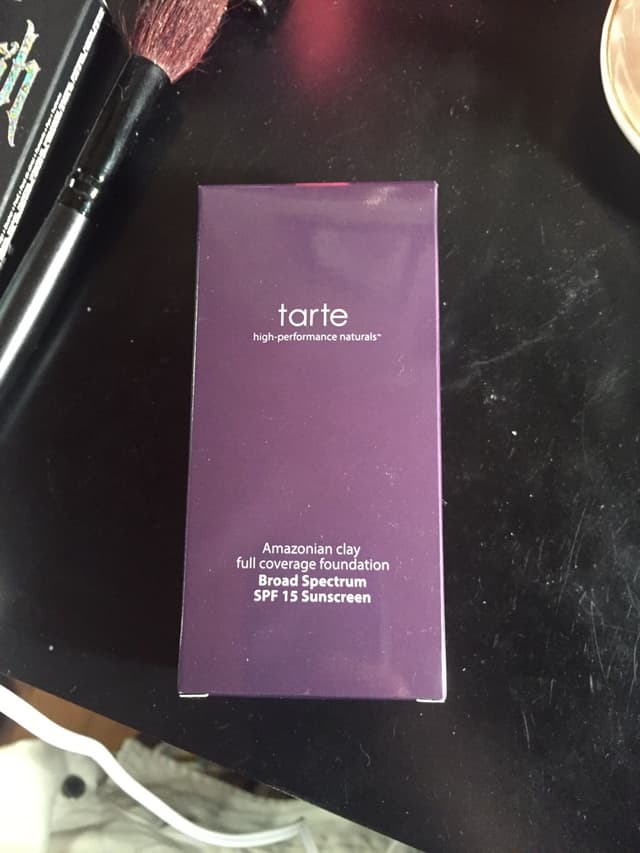 tarte
high-performance naturals™
Amazonian clay
full coverage foundation
Broad Spectrum
SPF 15 Sunscreen